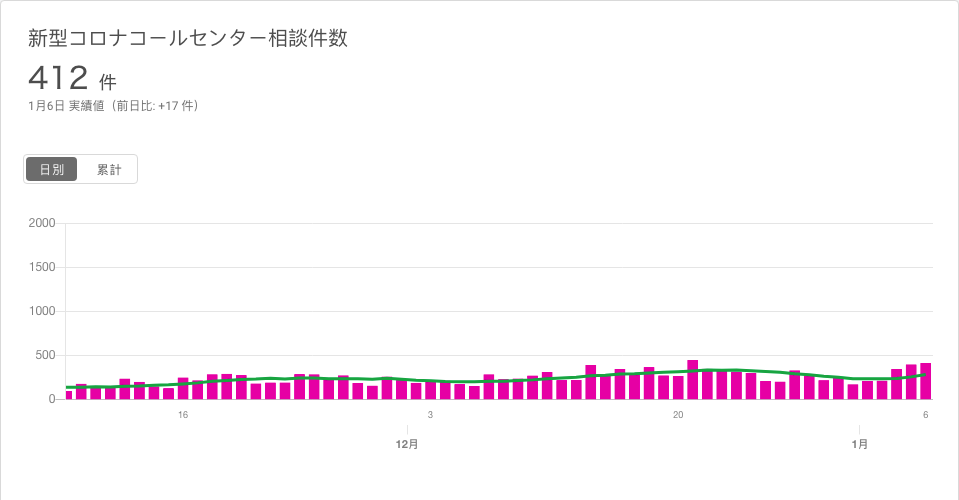 新型コロナコールセンター相談件数
412 件
1月6日 実績値（前日比: +17 件）
日別 累計
2000
1500
1000
500
0
16 3 20 6
12月 1月